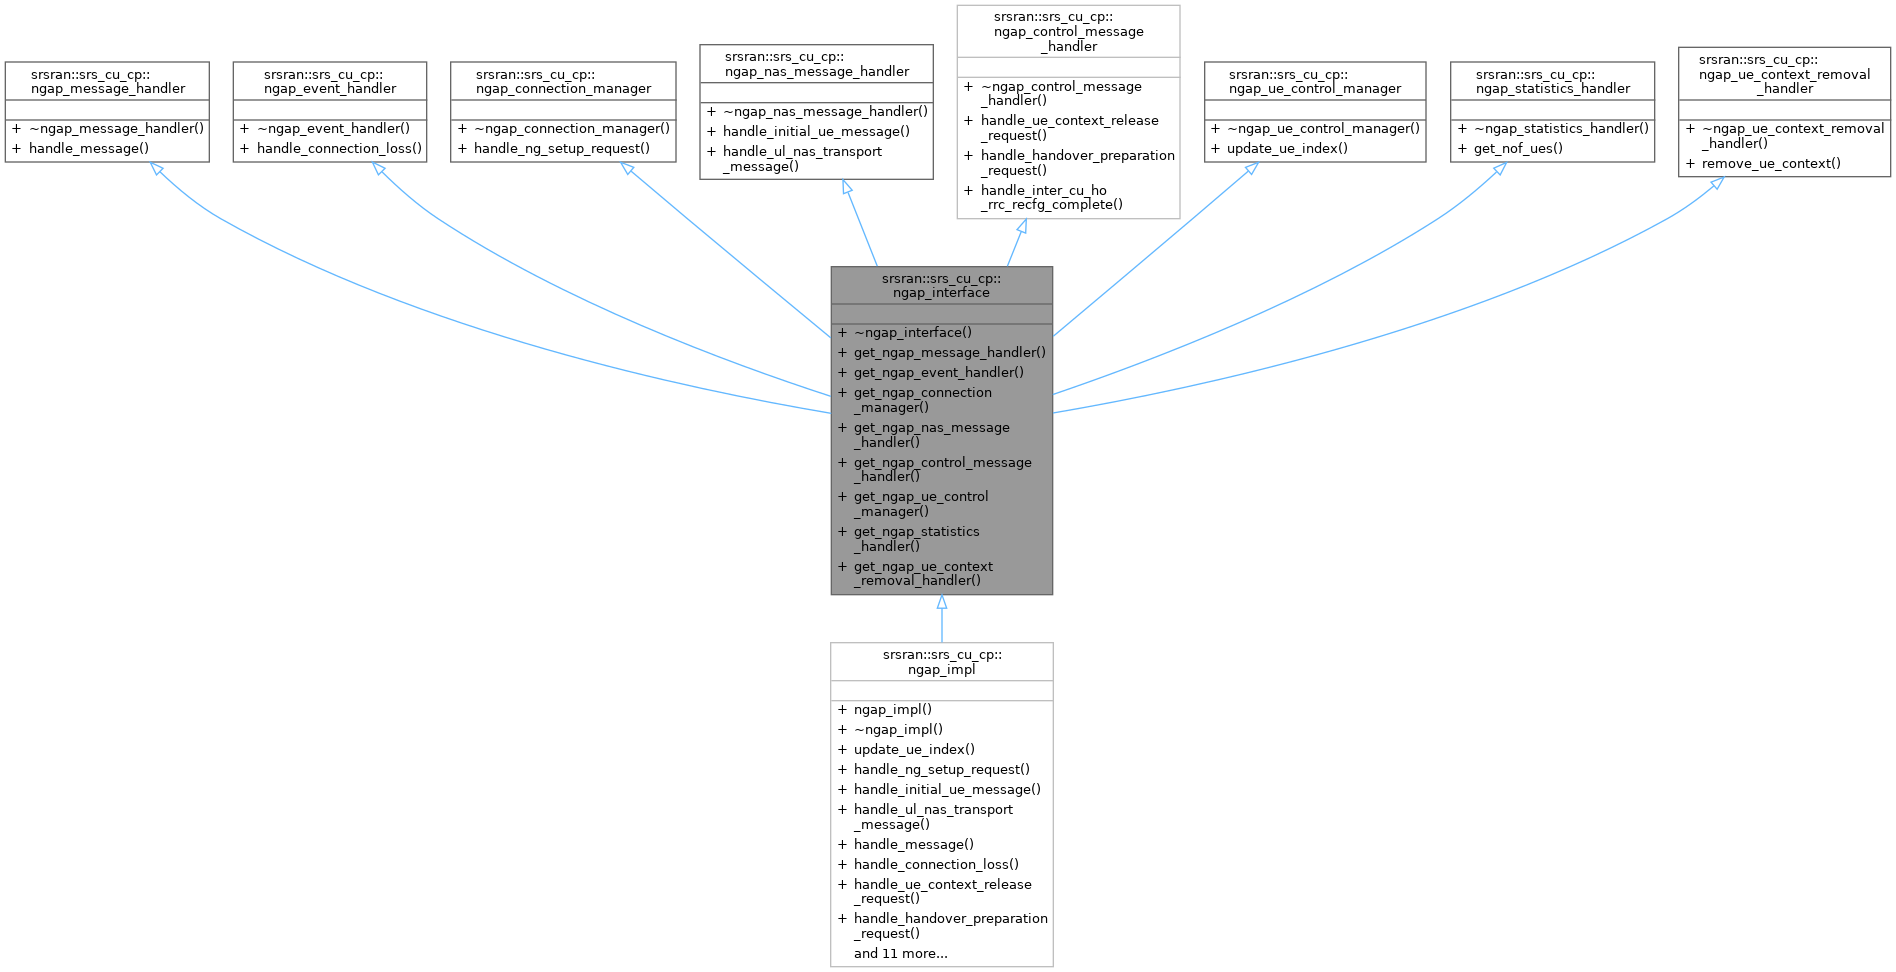 srsran::srs_cu_cp::
ngap_message_handler
+ ~ngap_message_handler()
+ handle_message()
srsran::srs_cu_cp::
ngap_event_handler
+ ~ngap_event_handler()
+ handle_connection_loss()
srsran::srs_cu_cp::
ngap_connection_manager
+ ~ngap_connection_manager()
+ handle_ng_setup_request()
srsran::srs_cu_cp::
ngap_nas_message_handler
+ ~ngap_nas_message_handler()
+ handle_initial_ue_message()
+ handle_ul_nas_transport
_message()
srsran::srs_cu_cp::
ngap_control_message
_handler
+ ~ngap_control_message
_handler()
+ handle_ue_context_release
_request()
+ handle_handover_preparation
_request()
+ handle_inter_cu_ho
_rrc_recfg_complete()
srsran::srs_cu_cp::
ngap_ue_control_manager
+ ~ngap_ue_control_manager()
+ update_ue_index()
srsran::srs_cu_cp::
ngap_statistics_handler
+ ~ngap_statistics_handler()
+ get_nof_ues()
srsran::srs_cu_cp::
ngap_ue_context_removal
_handler
+ ~ngap_ue_context_removal
_handler()
+ remove_ue_context()
srsran::srs_cu_cp::
ngap_interface
+ ~ngap_interface()
+ get_ngap_message_handler()
+ get_ngap_event_handler()
+ get_ngap_connection
_manager()
+ get_ngap_nas_message
_handler()
+ get_ngap_control_message
_handler()
+ get_ngap_ue_control
_manager()
+ get_ngap_statistics
_handler()
+ get_ngap_ue_context
_removal_handler()
srsran::srs_cu_cp::
ngap_impl
+ ngap_impl()
+ ~ngap_impl()
+ update_ue_index()
+ handle_ng_setup_request()
+ handle_initial_ue_message()
+ handle_ul_nas_transport
_message()
+ handle_message()
+ handle_connection_loss()
+ handle_ue_context_release
_request()
+ handle_handover_preparation
_request()
and 11 more...